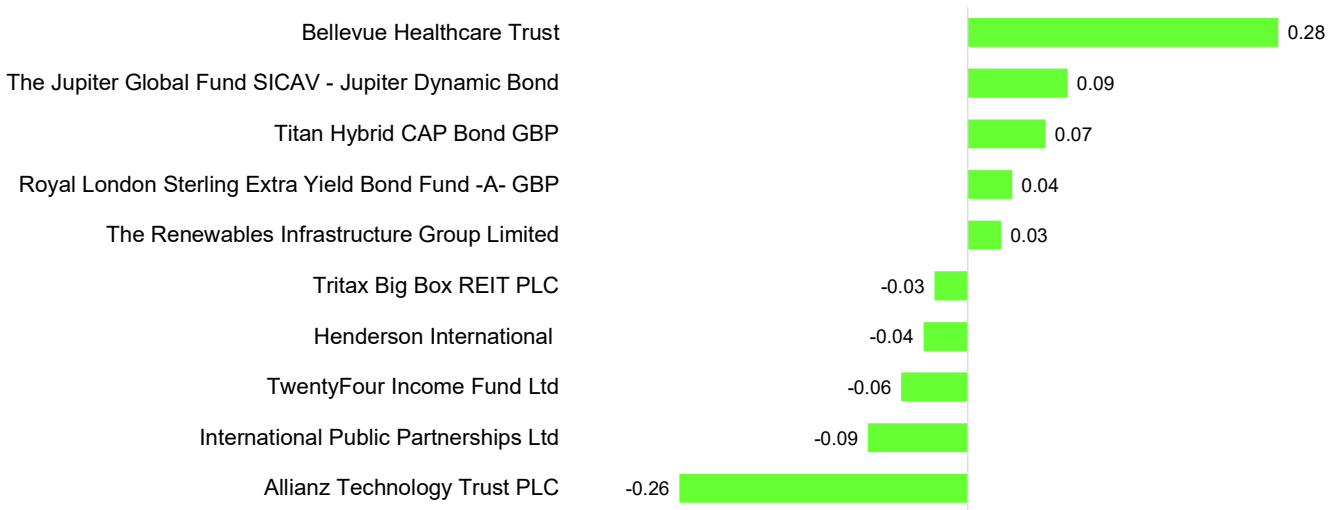 Bellevue Healthcare Trust 0.28
The Jupiter Global Fund SICAV - Jupiter Dynamic Bond 0.09
Titan Hybrid CAP Bond GBP 0.07
Royal London Sterling Extra Yield Bond Fund -A- GBP 0.04
The Renewables Infrastructure Group Limited 0.03
Tritax Big Box REIT PLC -0.03
Henderson International -0.04
TwentyFour Income Fund Ltd -0.06
International Public Partnerships Ltd -0.09
Allianz Technology Trust PLC -0.26